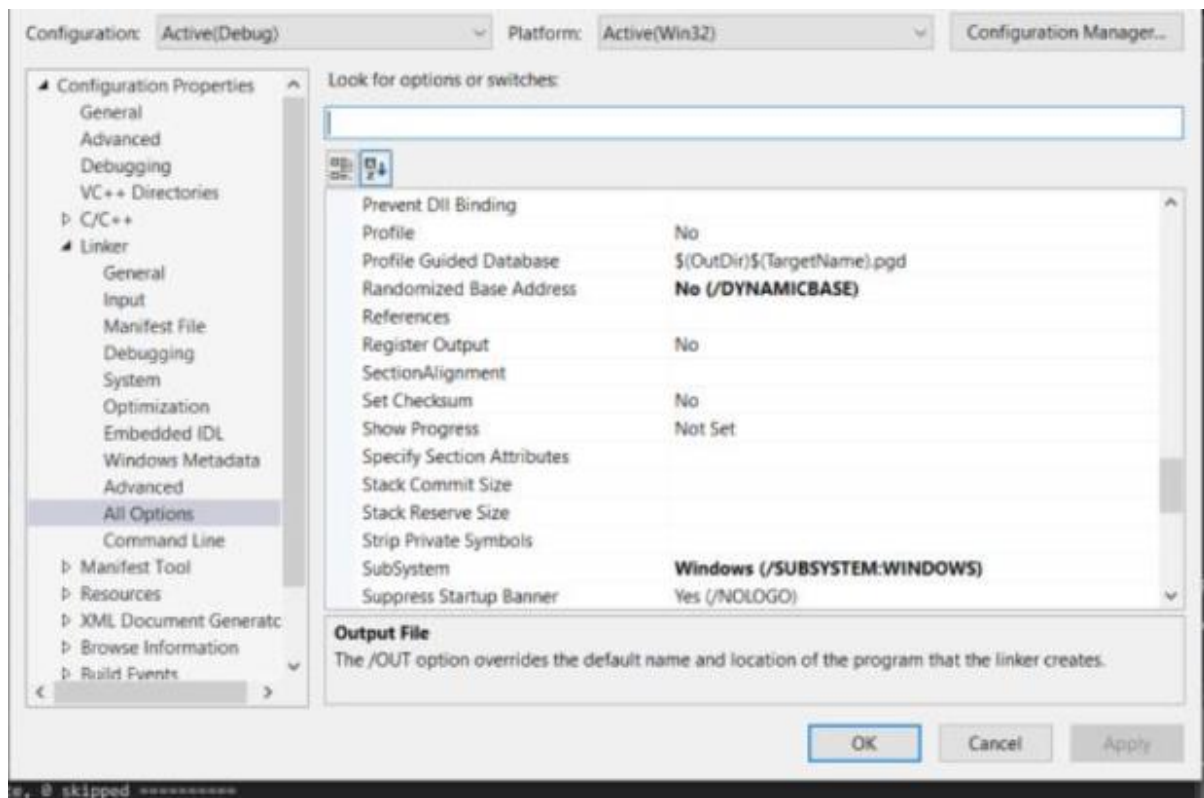 Configuration: Active(Debug) Platform: Active(Win32) Configuration Manager...
Configuration Properties
General
Advanced
Debugging
VC++ Directories
C/C++
Linker
General
Input
Manifest File
Debugging
System
Optimization
Embedded IDL
Windows Metadata
Advanced
All Options
Command Line
Manifest Tool
Resources
XML Document Generato
Browse Information
Build Events
Look for options or switches:
Prevent Dll Binding
Profile No
Profile Guided Database $(OutDir)$(TargetName).pgd
Randomized Base Address No (/DYNAMICBASE)
References
Register Output No
SectionAlignment
Set Checksum No
Show Progress Not Set
Specify Section Attributes
Stack Commit Size
Stack Reserve Size
Strip Private Symbols
SubSystem Windows (/SUBSYSTEM:WINDOWS)
Suppress Startup Banner Yes (/NOLOGO)
Output File
The /OUT option overrides the default name and location of the program that the linker creates.
OK Cancel Apply
0 skipped ==========